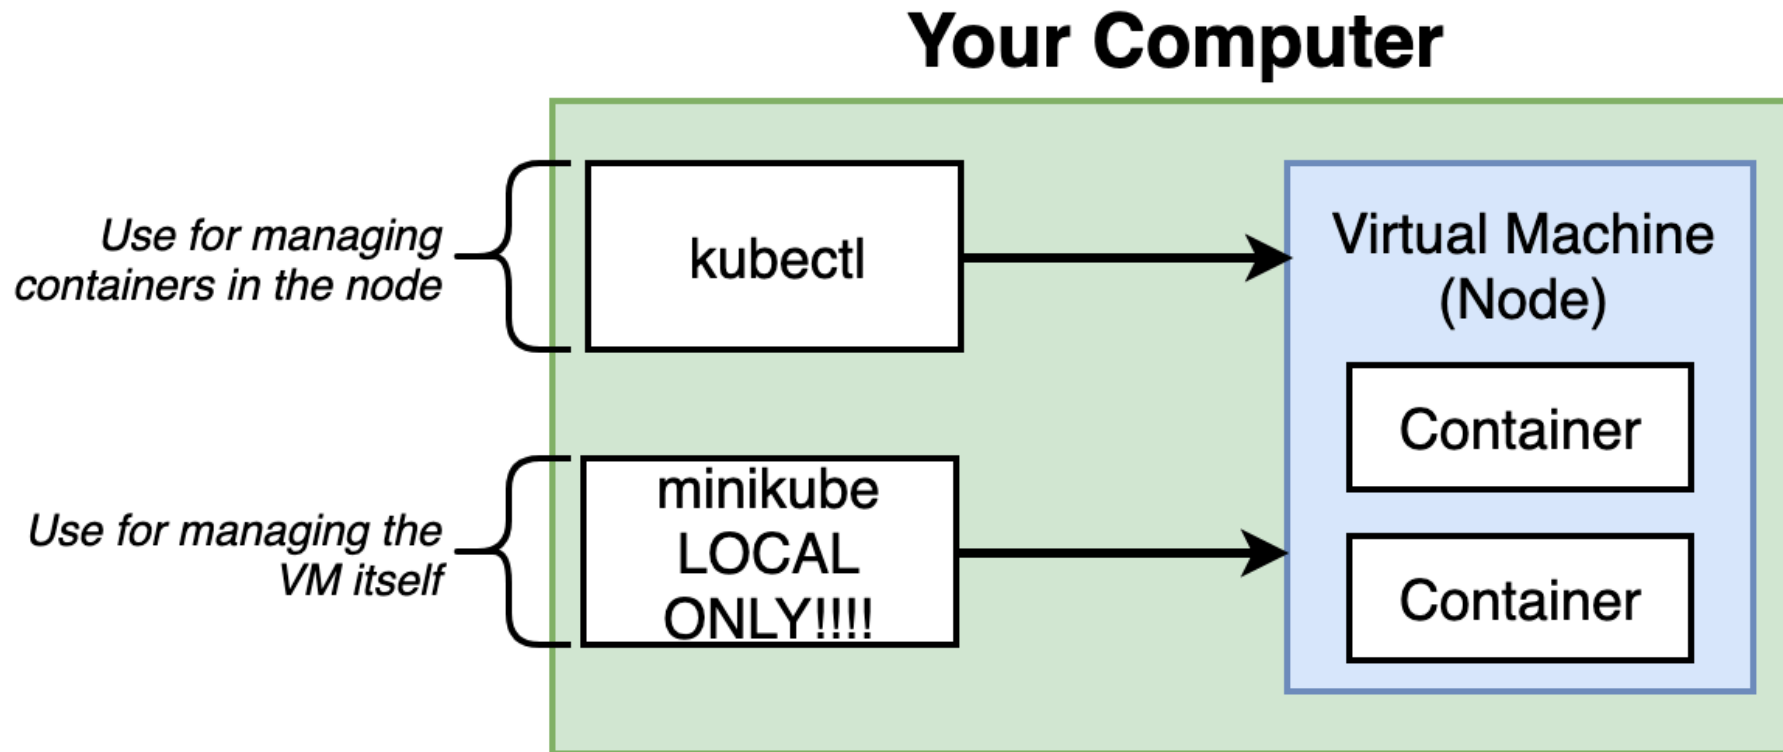 Your Computer
Use for managing
containers in the node
kubectl
Virtual Machine
(Node)
Container
Use for managing the
VM itself
minikube
LOCAL
ONLY!!!!
Container